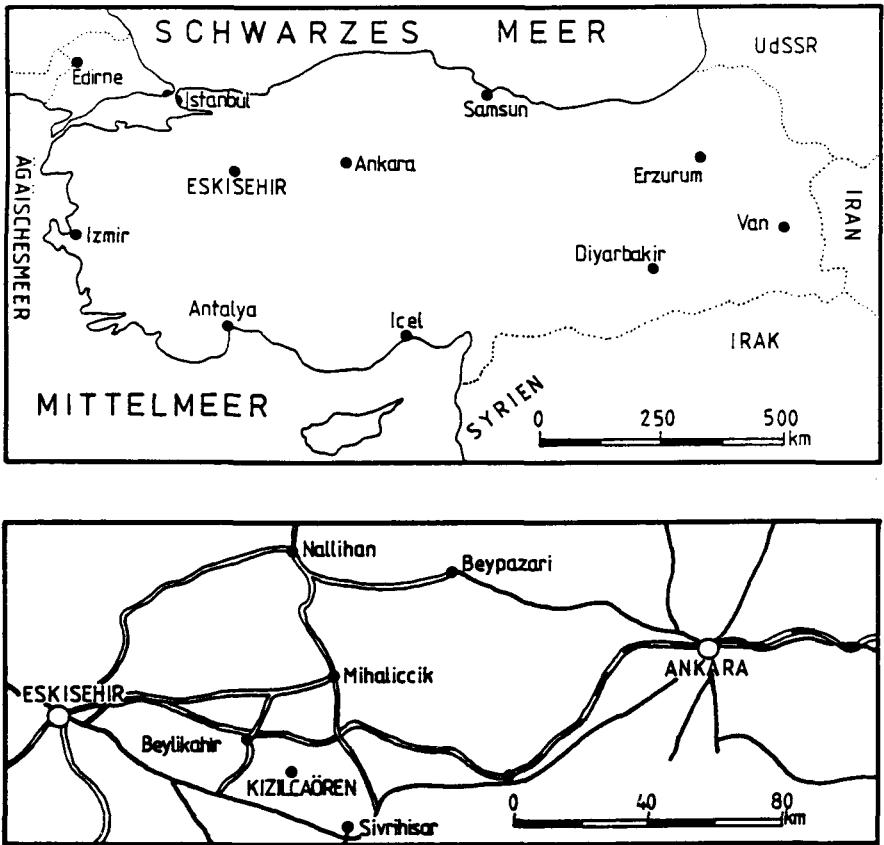 SCHWARZES MEER
UdSSR
Edirne
Istanbul
Samsun
Ankara
ESKISEHIR
Erzurum
ÄGÄISCHESMEER
IRAN
Izmir
Van
Diyarbakir
Antalya
Icel
IRAK
MITTELMEER
SYRIEN
0 250 500
km
Nallihan
Beypazari
ANKARA
Mihaliccik
ESKISEHIR
Beylikahir
KIZILCAÖREN
Sivrihisar
0 40 80
km